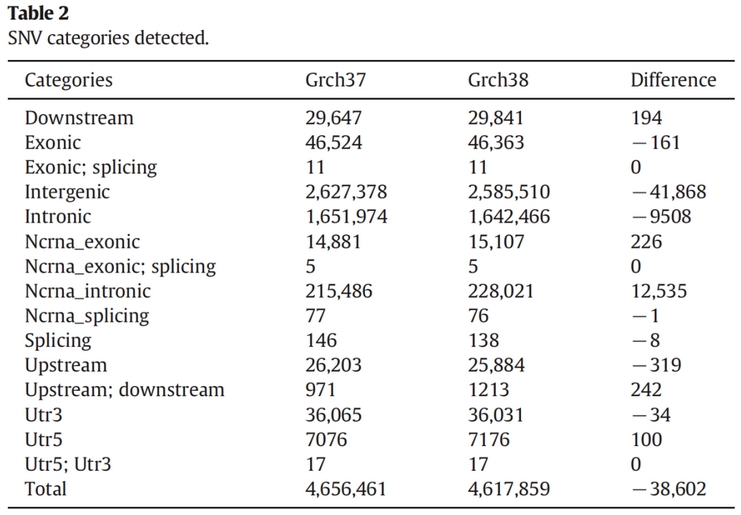 Table 2
SNV categories detected.
Categories Grch37 Grch38 Difference
Downstream 29,647 29,841 194
Exonic 46,524 46,363 −161
Exonic; splicing 11 11 0
Intergenic 2,627,378 2,585,510 −41,868
Intronic 1,651,974 1,642,466 −9508
Ncrna_exonic 14,881 15,107 226
Ncrna_exonic; splicing 5 5 0
Ncrna_intronic 215,486 228,021 12,535
Ncrna_splicing 77 76 −1
Splicing 146 138 −8
Upstream 26,203 25,884 −319
Upstream; downstream 971 1213 242
Utr3 36,065 36,031 −34
Utr5 7076 7176 100
Utr5; Utr3 17 17 0
Total 4,656,461 4,617,859 −38,602